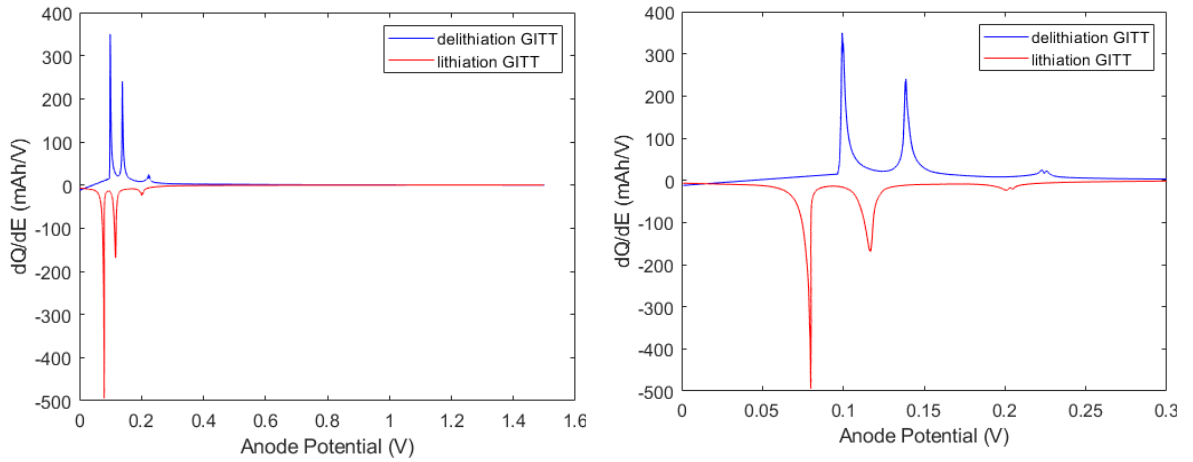 400
300
200
100
0
-100
-200
-300
-400
-500
dQ/dE (mAh/V)
delithiation GITT
lithiation GITT
0 0.2 0.4 0.6 0.8 1 1.2 1.4 1.6
Anode Potential (V)
400
300
200
100
0
-100
-200
-300
-400
-500
dQ/dE (mAh/V)
delithiation GITT
lithiation GITT
0 0.05 0.1 0.15 0.2 0.25 0.3
Anode Potential (V)